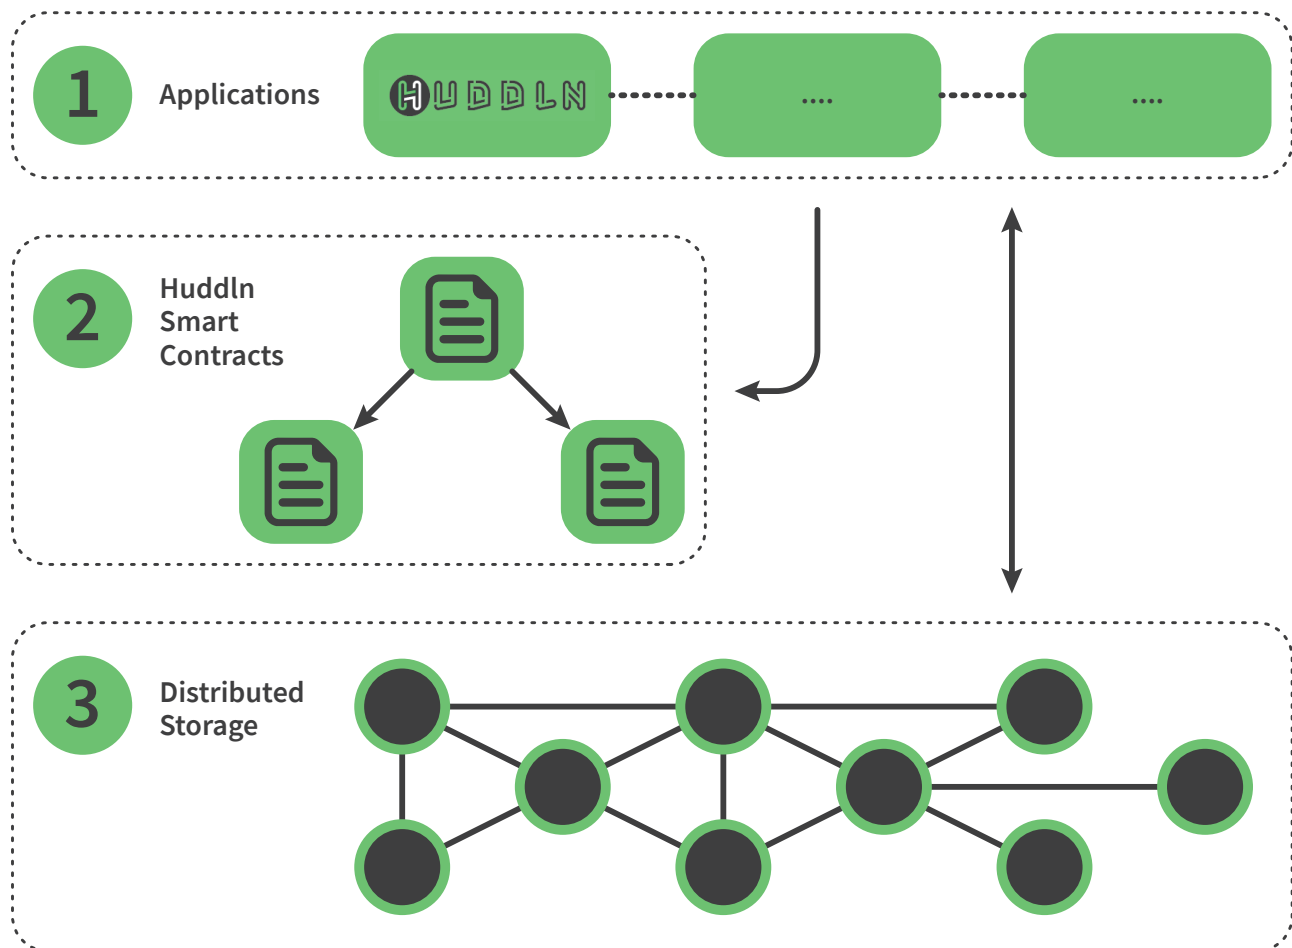 1
Applications
HUDDLN
....
....
2
Huddln
Smart
Contracts
3
Distributed
Storage